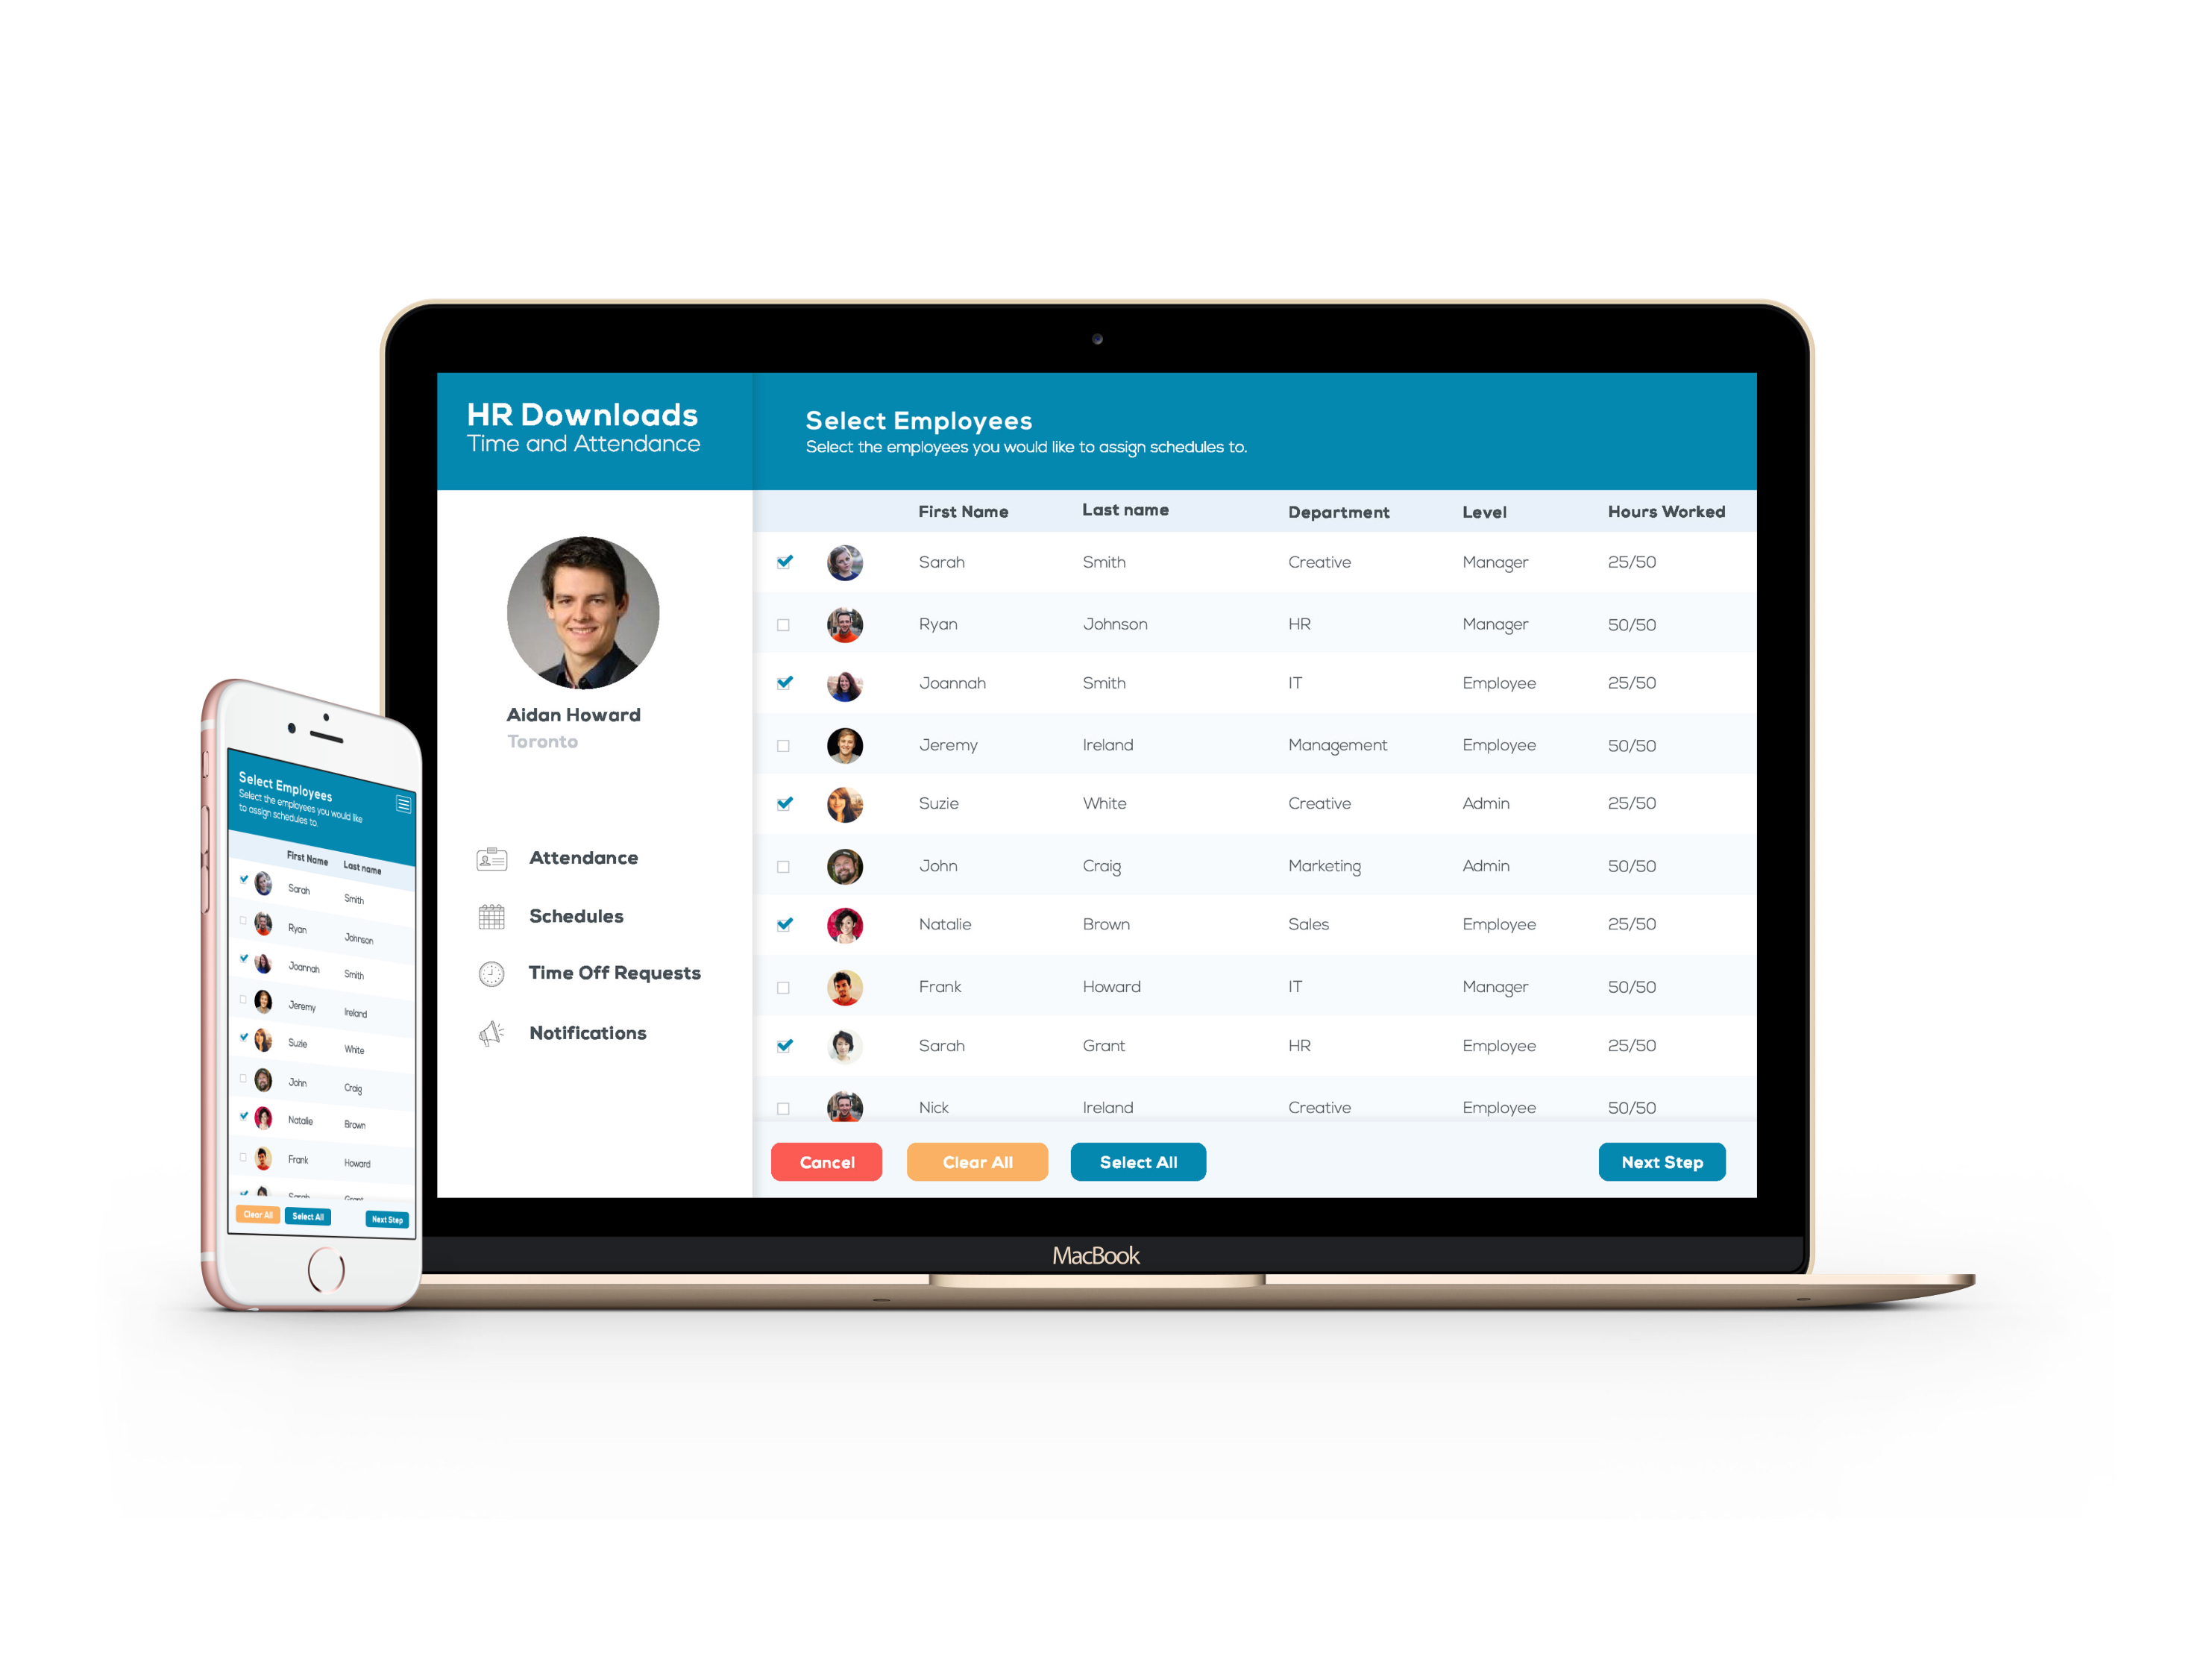 HR Downloads
Time and Attendance
Select Employees
Select the employees you would like to assign schedules to.
Aidan Howard
Toronto
Attendance
Schedules
Time Off Requests
Notifications
First Name Last name Department Level Hours Worked
Sarah Smith Creative Manager 25/50
Ryan Johnson HR Manager 50/50
Joannah Smith IT Employee 25/50
Jeremy Ireland Management Employee 50/50
Suzie White Creative Admin 25/50
John Craig Marketing Admin 50/50
Natalie Brown Sales Employee 25/50
Frank Howard IT Manager 50/50
Sarah Grant HR Employee 25/50
Nick Ireland Creative Employee 50/50
Cancel Clear All Select All Next Step
MacBook
Select Employees
Select the employees you would like
to assign schedules to.
First Name Last name
Sarah Smith
Ryan Johnson
Joannah Smith
Jeremy Ireland
Suzie White
John Craig
Natalie Brown
Frank Howard
Sarah Grant
Clear All Select All Next Step